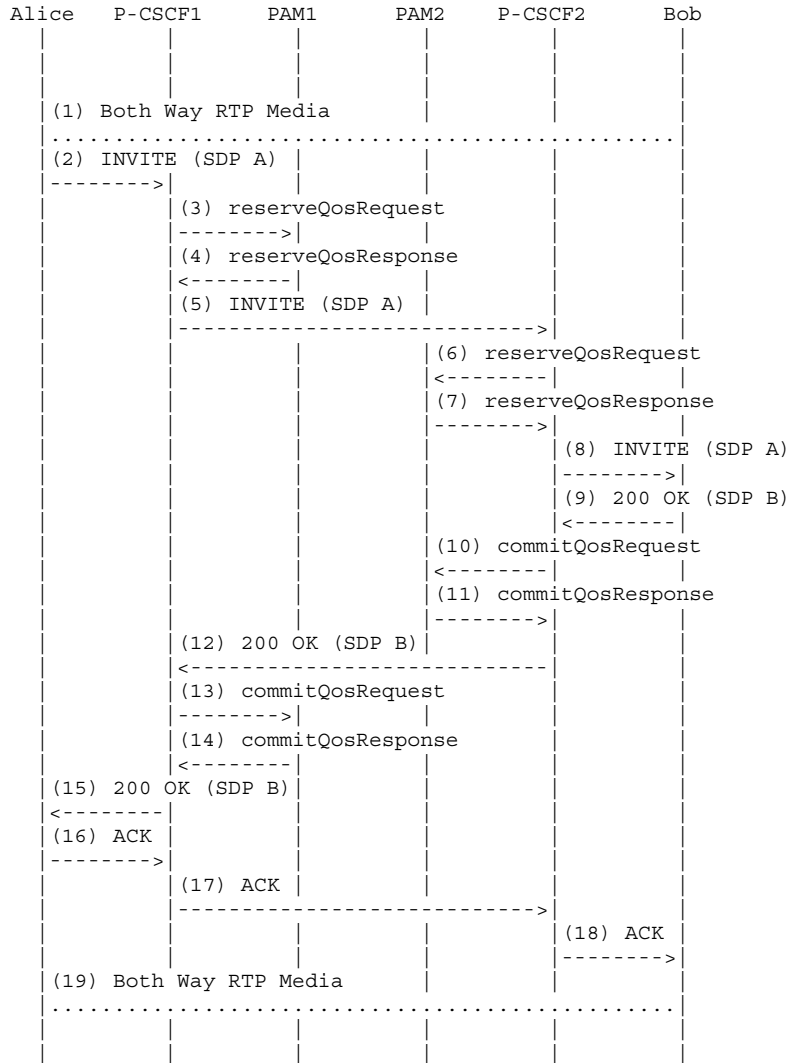 Alice P-CSCF1 PAM1 PAM2 P-CSCF2 Bob
(1) Both Way RTP Media
(2) INVITE (SDP A)
(3) reserveQosRequest
(4) reserveQosResponse
(5) INVITE (SDP A)
(6) reserveQosRequest
(7) reserveQosResponse
(8) INVITE (SDP A)
(9) 200 OK (SDP B)
(10) commitQosRequest
(11) commitQosResponse
(12) 200 OK (SDP B)
(13) commitQosRequest
(14) commitQosResponse
(15) 200 OK (SDP B)
(16) ACK
(17) ACK
(18) ACK
(19) Both Way RTP Media